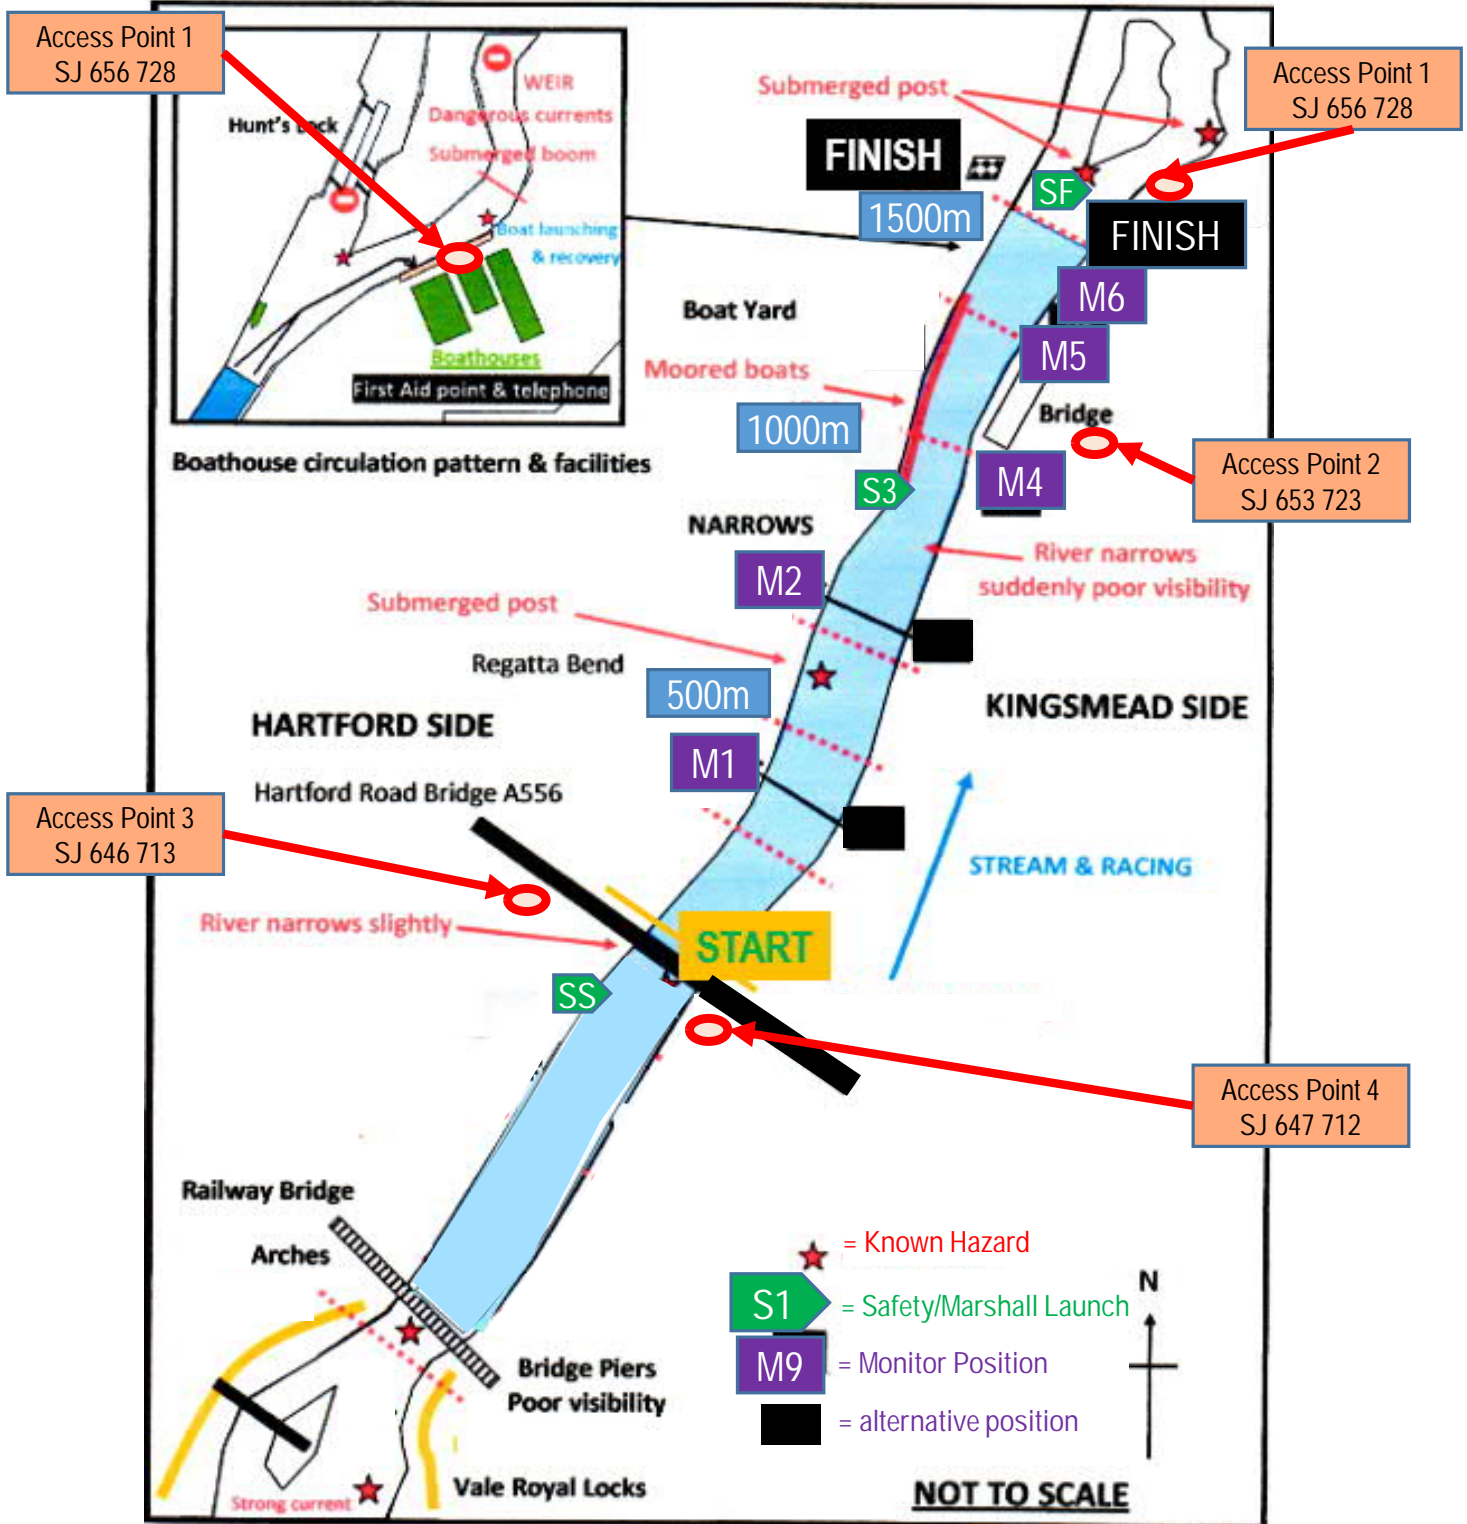 Access Point 1
SJ 656 728
Hunt's Lock
WEIR
Dangerous currents
Submerged boom
Boat launching
& recovery
Boathouses
First Aid point & telephone
Boathouse circulation pattern & facilities
Submerged post
Access Point 1
SJ 656 728
FINISH
SF
1500m
FINISH
M6
Boat Yard
M5
Moored boats
Bridge
1000m
Access Point 2
SJ 653 723
M4
S3
NARROWS
River narrows
suddenly poor visibility
M2
Submerged post
Regatta Bend
500m
KINGSMEAD SIDE
HARTFORD SIDE
M1
Hartford Road Bridge A556
Access Point 3
SJ 646 713
STREAM & RACING
River narrows slightly
START
SS
Access Point 4
SJ 647 712
Railway Bridge
Arches
Bridge Piers
Poor visibility
Vale Royal Locks
Strong current
= Known Hazard
S1
= Safety/Marshall Launch
M9
= Monitor Position
= alternative position
N
NOT TO SCALE